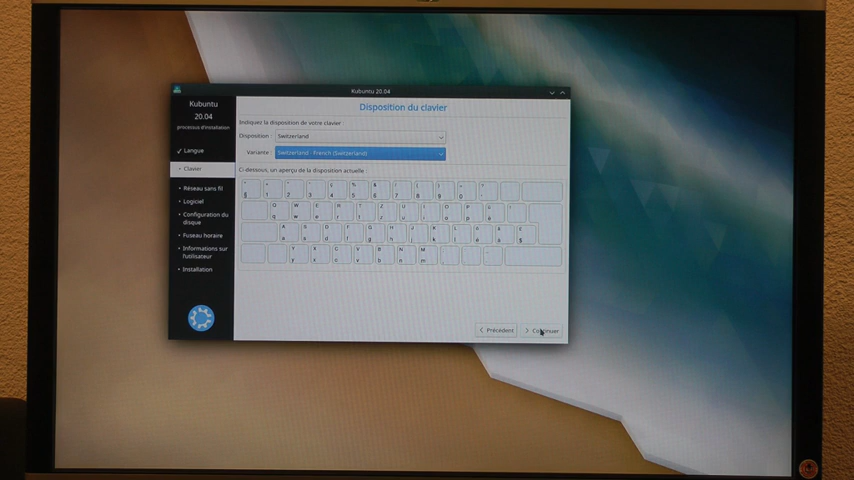 Kubuntu 20.04
Kubuntu
20.04
processus d'installation
✓ Langue
• Clavier
• Réseau sans fil
• Logiciel
• Configuration du
disque
• Fuseau horaire
• Informations sur
l'utilisateur
• Installation
Disposition du clavier
Indiquez la disposition de votre clavier
Disposition : Switzerland
Variante : Switzerland - French (Switzerland)
Ci-dessous, un aperçu de la disposition actuelle
Précédent
Continuer